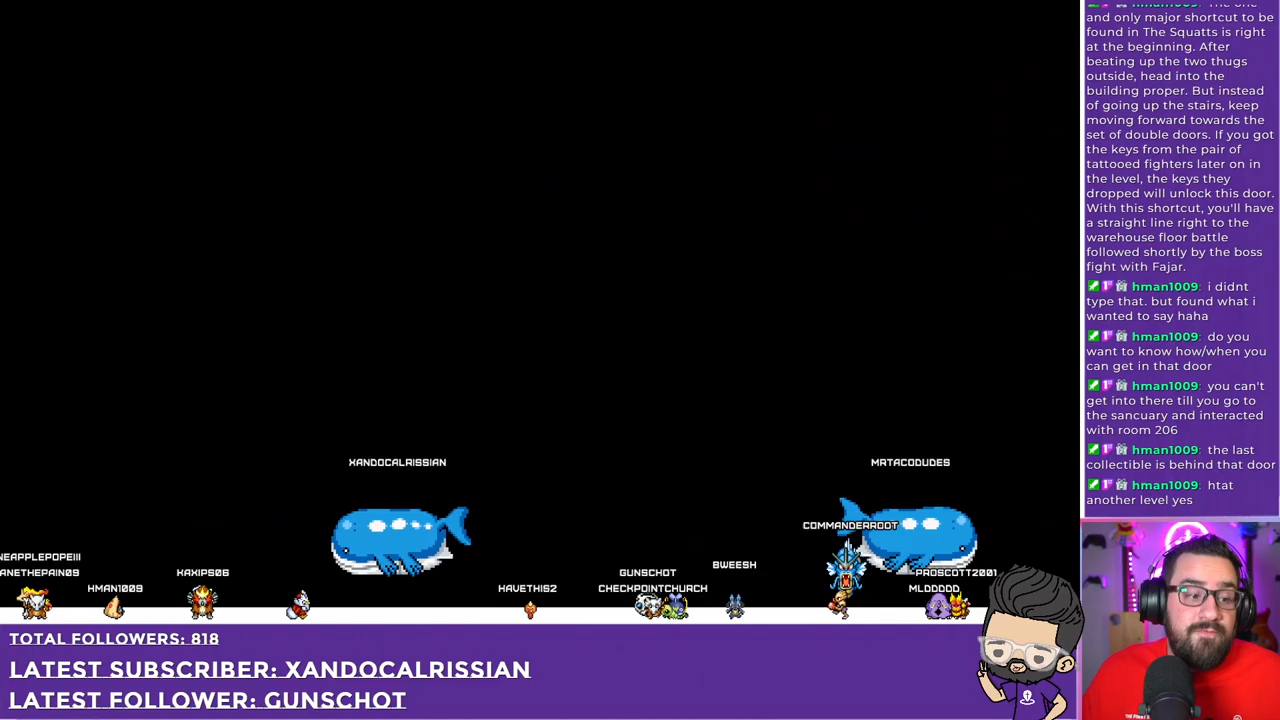 XANDOCALRISSIAN
MRTACODUDES
COMMANDERROOT
NEAPPLEPOPEIII
ANETHEPAIN09
HMAN1009
KAXIPS06
HAVETHIS2
GUNSCHOT
CHECKPOINTCHURCH
BWEESH
PROSCOTT2001
MLDDDDD
TOTAL FOLLOWERS: 818
LATEST SUBSCRIBER: XANDOCALRISSIAN
LATEST FOLLOWER: GUNSCHOT
hman1009: The one
and only major shortcut to be
found in The Squatts is right
at the beginning. After
beating up the two thugs
outside, head into the
building proper. But instead
of going up the stairs, keep
moving forward towards the
set of double doors. If you got
the keys from the pair of
tattooed fighters later on in
the level, the keys they
dropped will unlock this door.
With this shortcut, you'll have
a straight line right to the
warehouse floor battle
followed shortly by the boss
fight with Fajar.
hman1009: i didnt
type that. but found what i
wanted to say haha
hman1009: do you
want to know how/when you
can get in that door
hman1009: you can't
get into there till you go to
the sancuary and interacted
with room 206
hman1009: the last
collectible is behind that door
hman1009: htat
another level yes